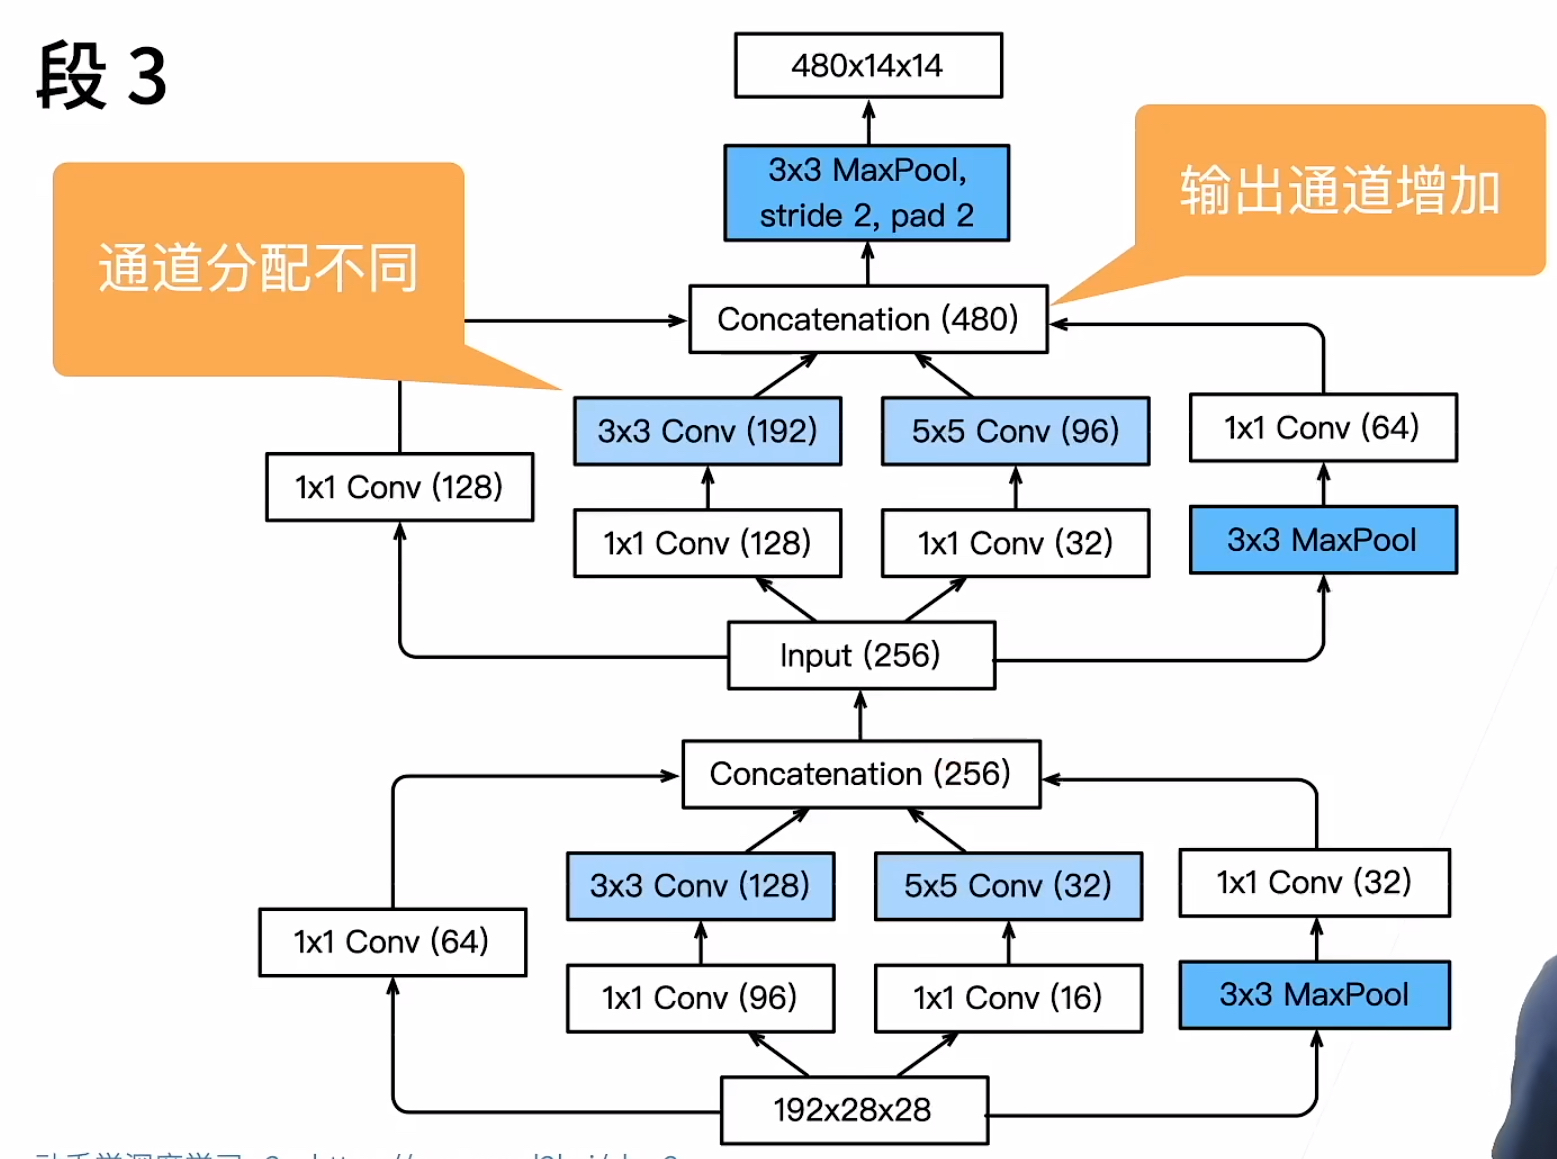 段 3
480x14x14
3x3 MaxPool,
stride 2, pad 2
输出通道增加
通道分配不同
Concatenation (480)
3x3 Conv (192)
5x5 Conv (96)
1x1 Conv (64)
1x1 Conv (128)
1x1 Conv (128)
1x1 Conv (32)
3x3 MaxPool
Input (256)
Concatenation (256)
3x3 Conv (128)
5x5 Conv (32)
1x1 Conv (32)
1x1 Conv (64)
1x1 Conv (96)
1x1 Conv (16)
3x3 MaxPool
192x28x28